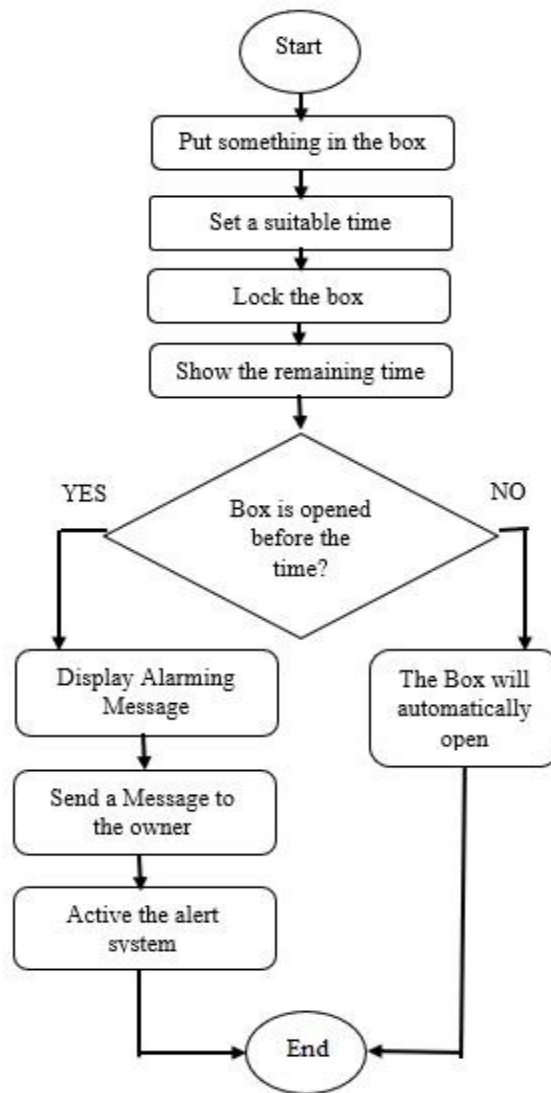 Start
Put something in the box
Set a suitable time
Lock the box
Show the remaining time
YES
NO
Box is opened
before the
time?
Display Alarming
Message
The Box will
automatically
open
Send a Message to
the owner
Active the alert
system
End